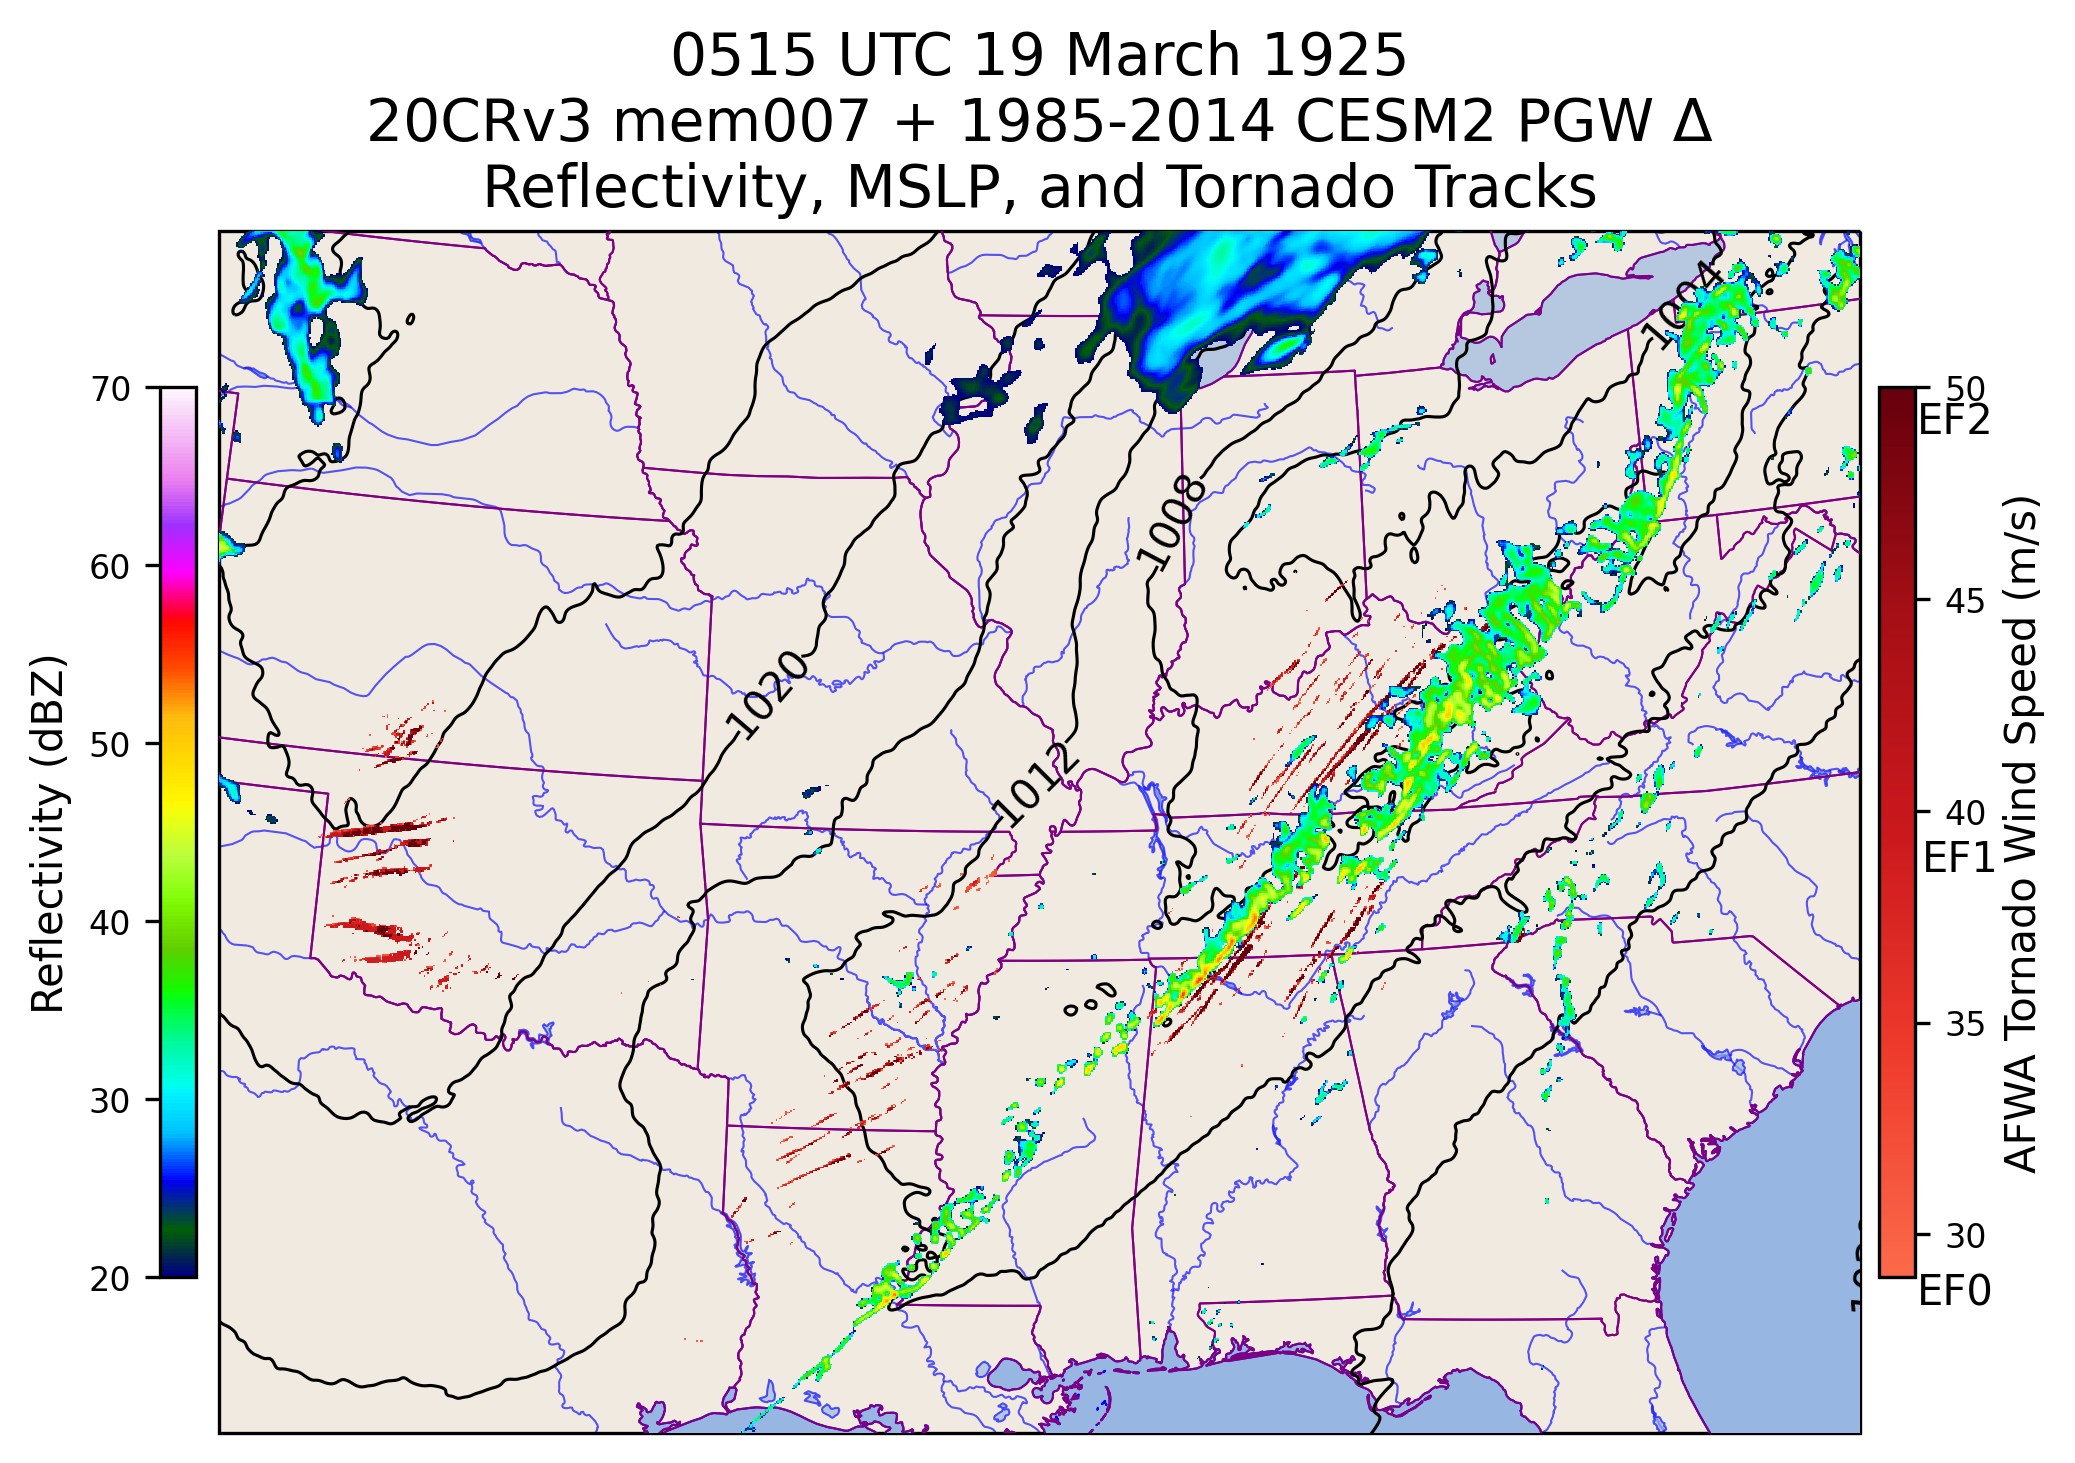 0515 UTC 19 March 1925
20CRv3 mem007 + 1985-2014 CESM2 PGW Δ
Reflectivity, MSLP, and Tornado Tracks
1004
1008
1020
1012
70
60
50
40
30
20
Reflectivity (dBZ)
50
EF2
45
40
EF1
35
30
EF0
AFWA Tornado Wind Speed (m/s)